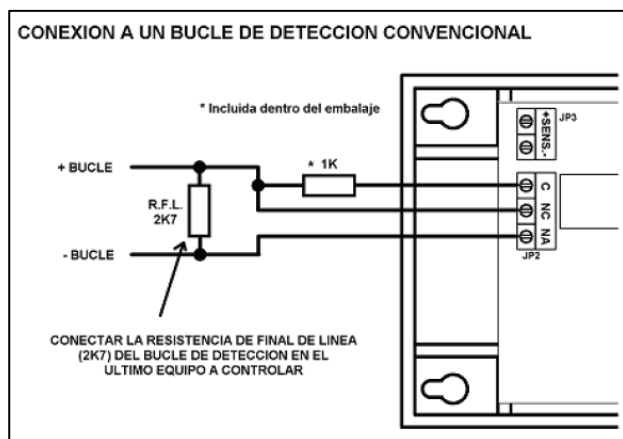 CONEXION A UN BUCLE DE DETECCION CONVENCIONAL
* Incluida dentro del embalaje
+SENS.-
JP3
+ BUCLE
* 1K
C
R.F.L.
2K7
NC
- BUCLE
NA
JP2
CONECTAR LA RESISTENCIA DE FINAL DE LINEA
(2K7) DEL BUCLE DE DETECCION EN EL
ULTIMO EQUIPO A CONTROLAR